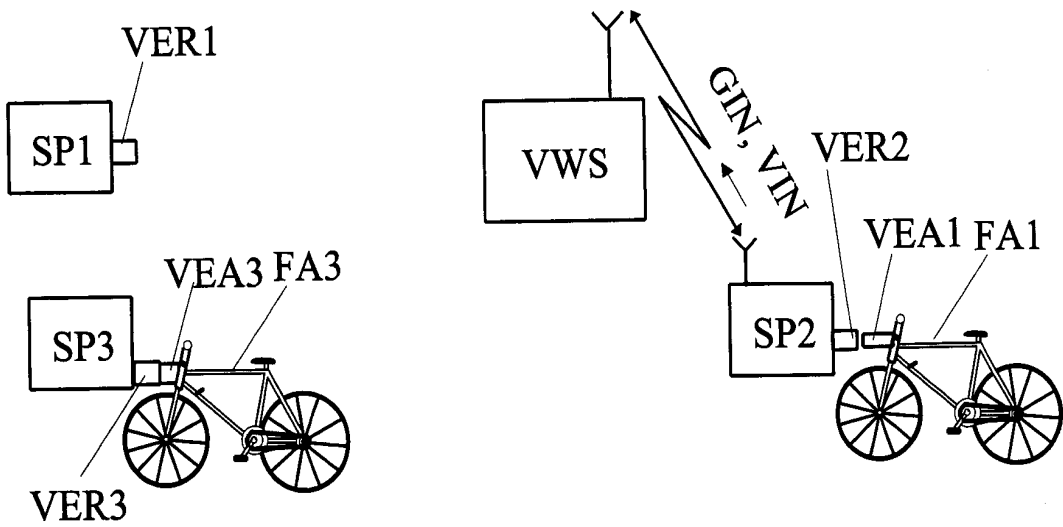 VER1
SP1
VWS
GIN, VIN
VER2
VEA1 FA1
SP2
VEA3 FA3
SP3
VER3